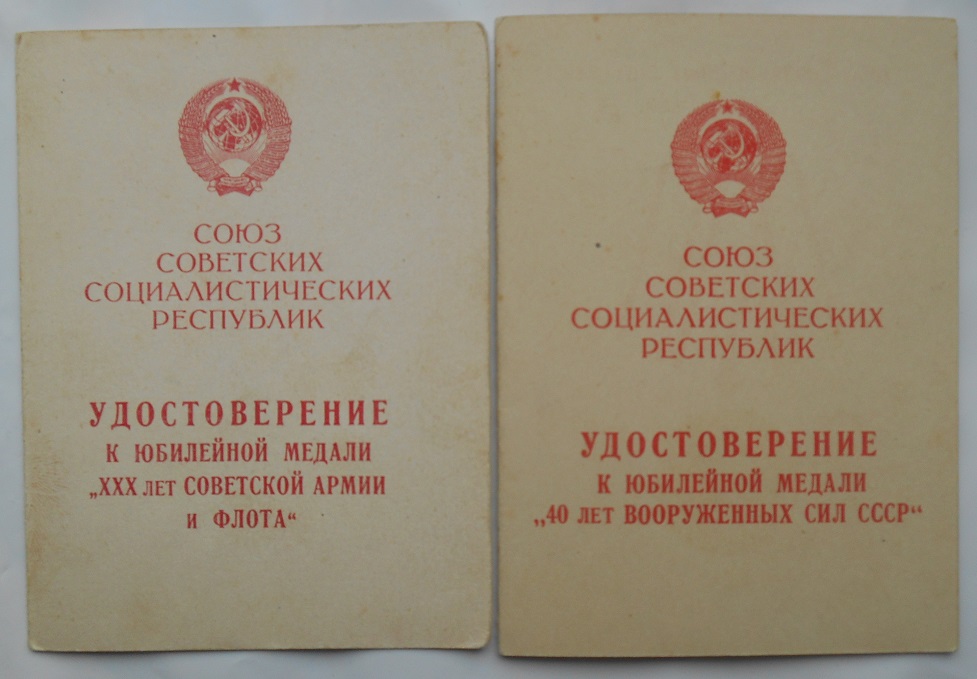 СОЮЗ
СОВЕТСКИХ
СОЦИАЛИСТИЧЕСКИХ
РЕСПУБЛИК
УДОСТОВЕРЕНИЕ
К ЮБИЛЕЙНОЙ МЕДАЛИ
„XXX ЛЕТ СОВЕТСКОЙ АРМИИ
И ФЛОТА“
СОЮЗ
СОВЕТСКИХ
СОЦИАЛИСТИЧЕСКИХ
РЕСПУБЛИК
УДОСТОВЕРЕНИЕ
К ЮБИЛЕЙНОЙ МЕДАЛИ
„40 ЛЕТ ВООРУЖЕННЫХ СИЛ СССР“